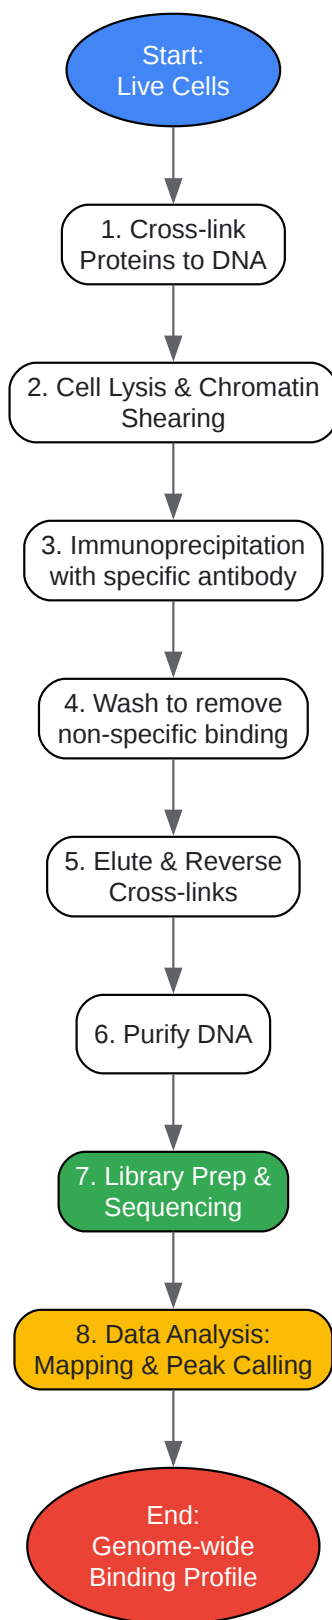 Start:
Live Cells
1. Cross-link
Proteins to DNA
2. Cell Lysis & Chromatin
Shearing
3. Immunoprecipitation
with specific antibody
4. Wash to remove
non-specific binding
5. Elute & Reverse
Cross-links
6. Purify DNA
7. Library Prep &
Sequencing
8. Data Analysis:
Mapping & Peak Calling
End:
Genome-wide
Binding Profile